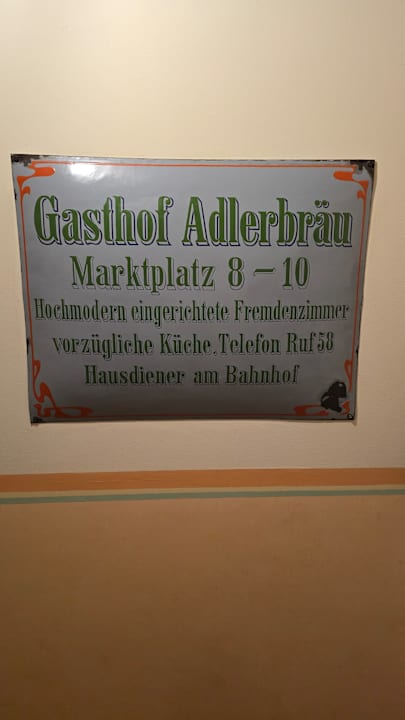 Gasthof Adlerbräu
Marktplatz 8 – 10
Hochmodern eingerichtete Fremdenzimmer
vorzügliche Küche, Telefon Ruf 58
Hausdiener am Bahnhof